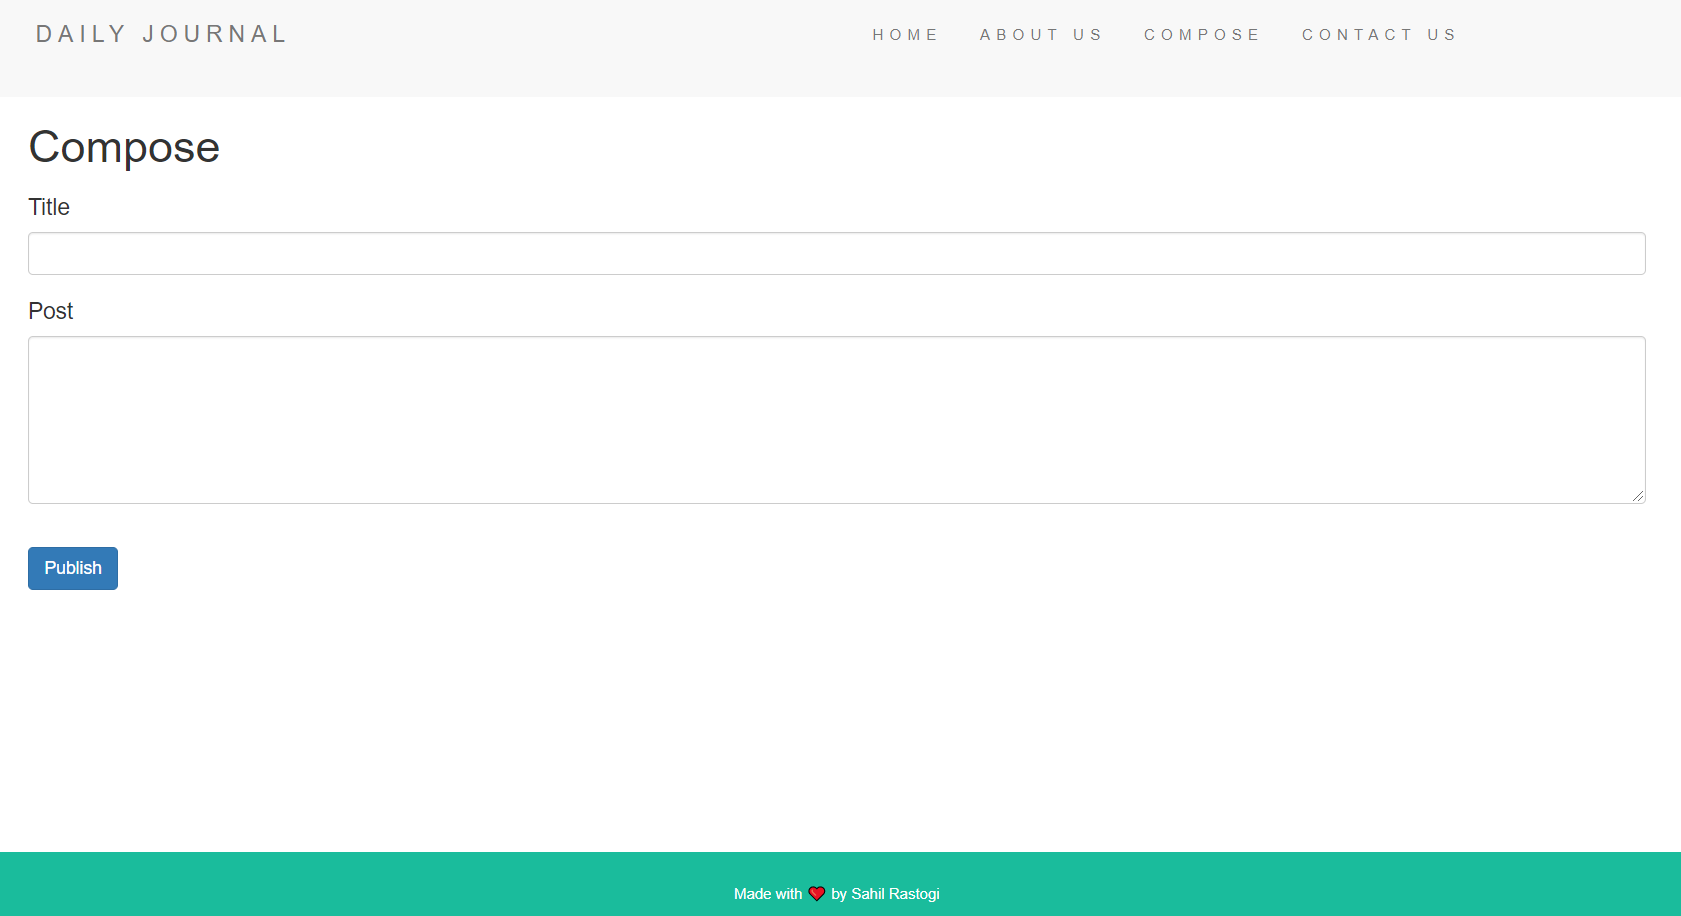 DAILY JOURNAL
HOME ABOUT US COMPOSE CONTACT US
Compose
Title
Post
Publish
Made with ❤️ by Sahil Rastogi